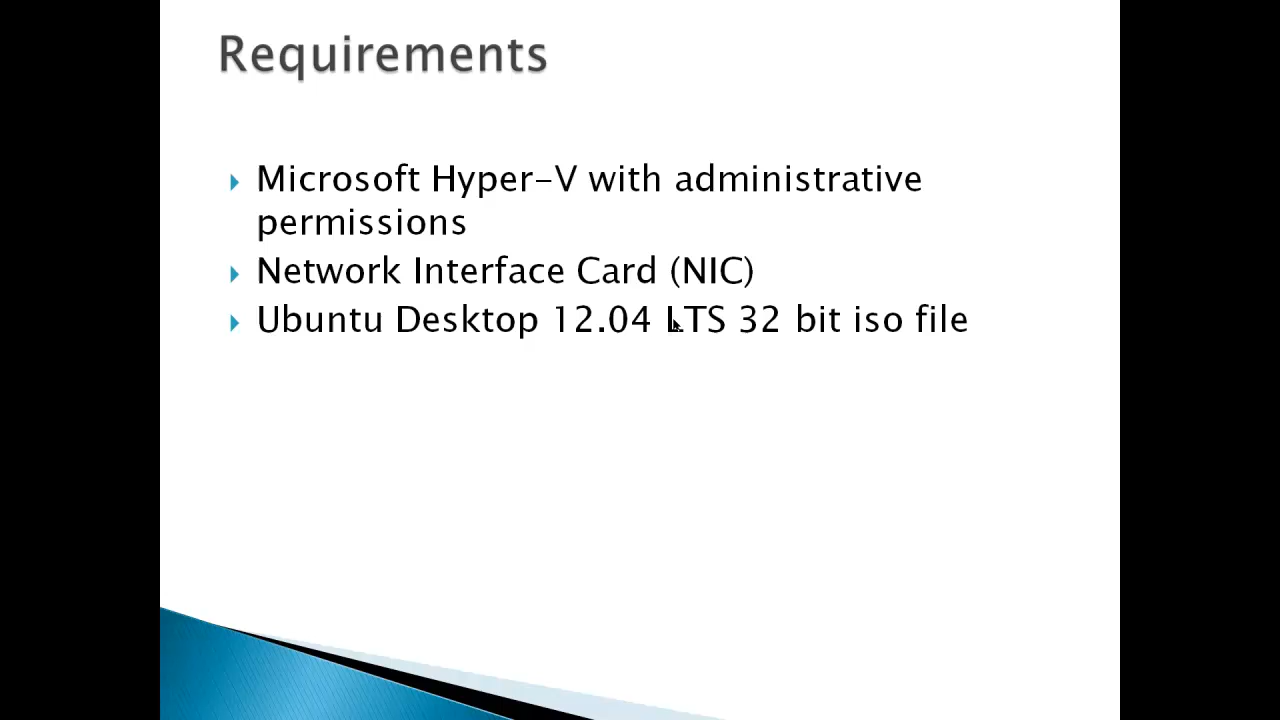 Requirements
Microsoft Hyper-V with administrative
permissions
Network Interface Card (NIC)
Ubuntu Desktop 12.04 LTS 32 bit iso file